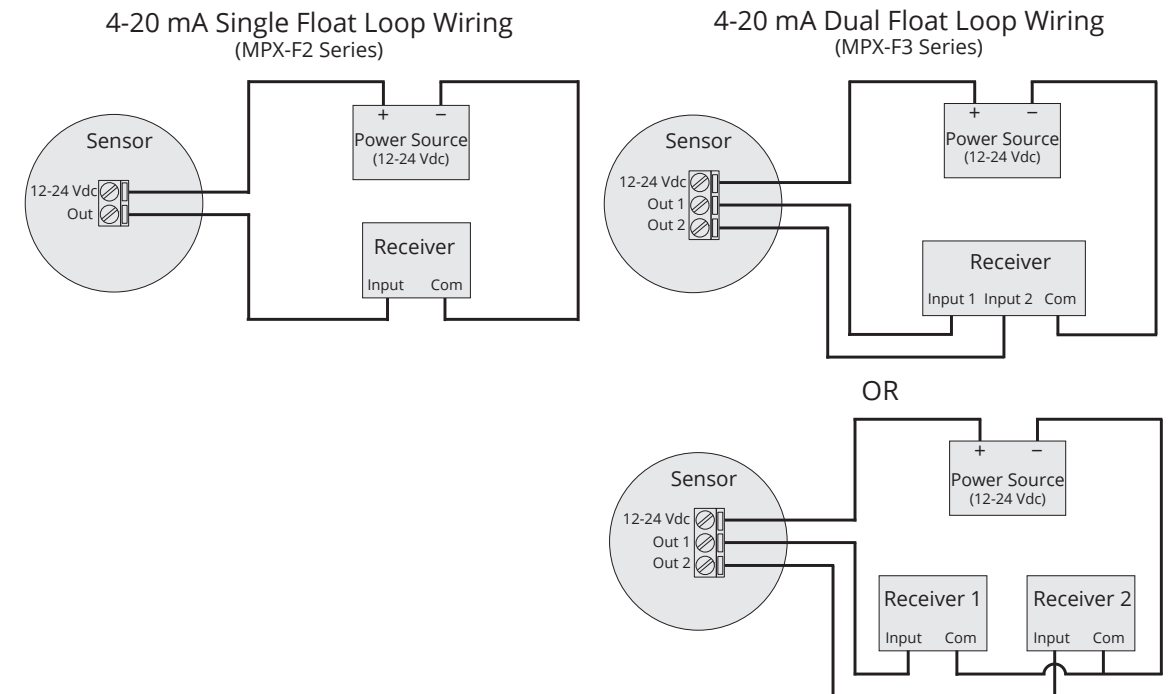 4-20 mA Single Float Loop Wiring
(MPX-F2 Series)
Sensor
12-24 Vdc
Out
+ −
Power Source
(12-24 Vdc)
Receiver
Input Com
4-20 mA Dual Float Loop Wiring
(MPX-F3 Series)
Sensor
12-24 Vdc
Out 1
Out 2
+ −
Power Source
(12-24 Vdc)
Receiver
Input 1 Input 2 Com
OR
Sensor
12-24 Vdc
Out 1
Out 2
+ −
Power Source
(12-24 Vdc)
Receiver 1
Input Com
Receiver 2
Input Com